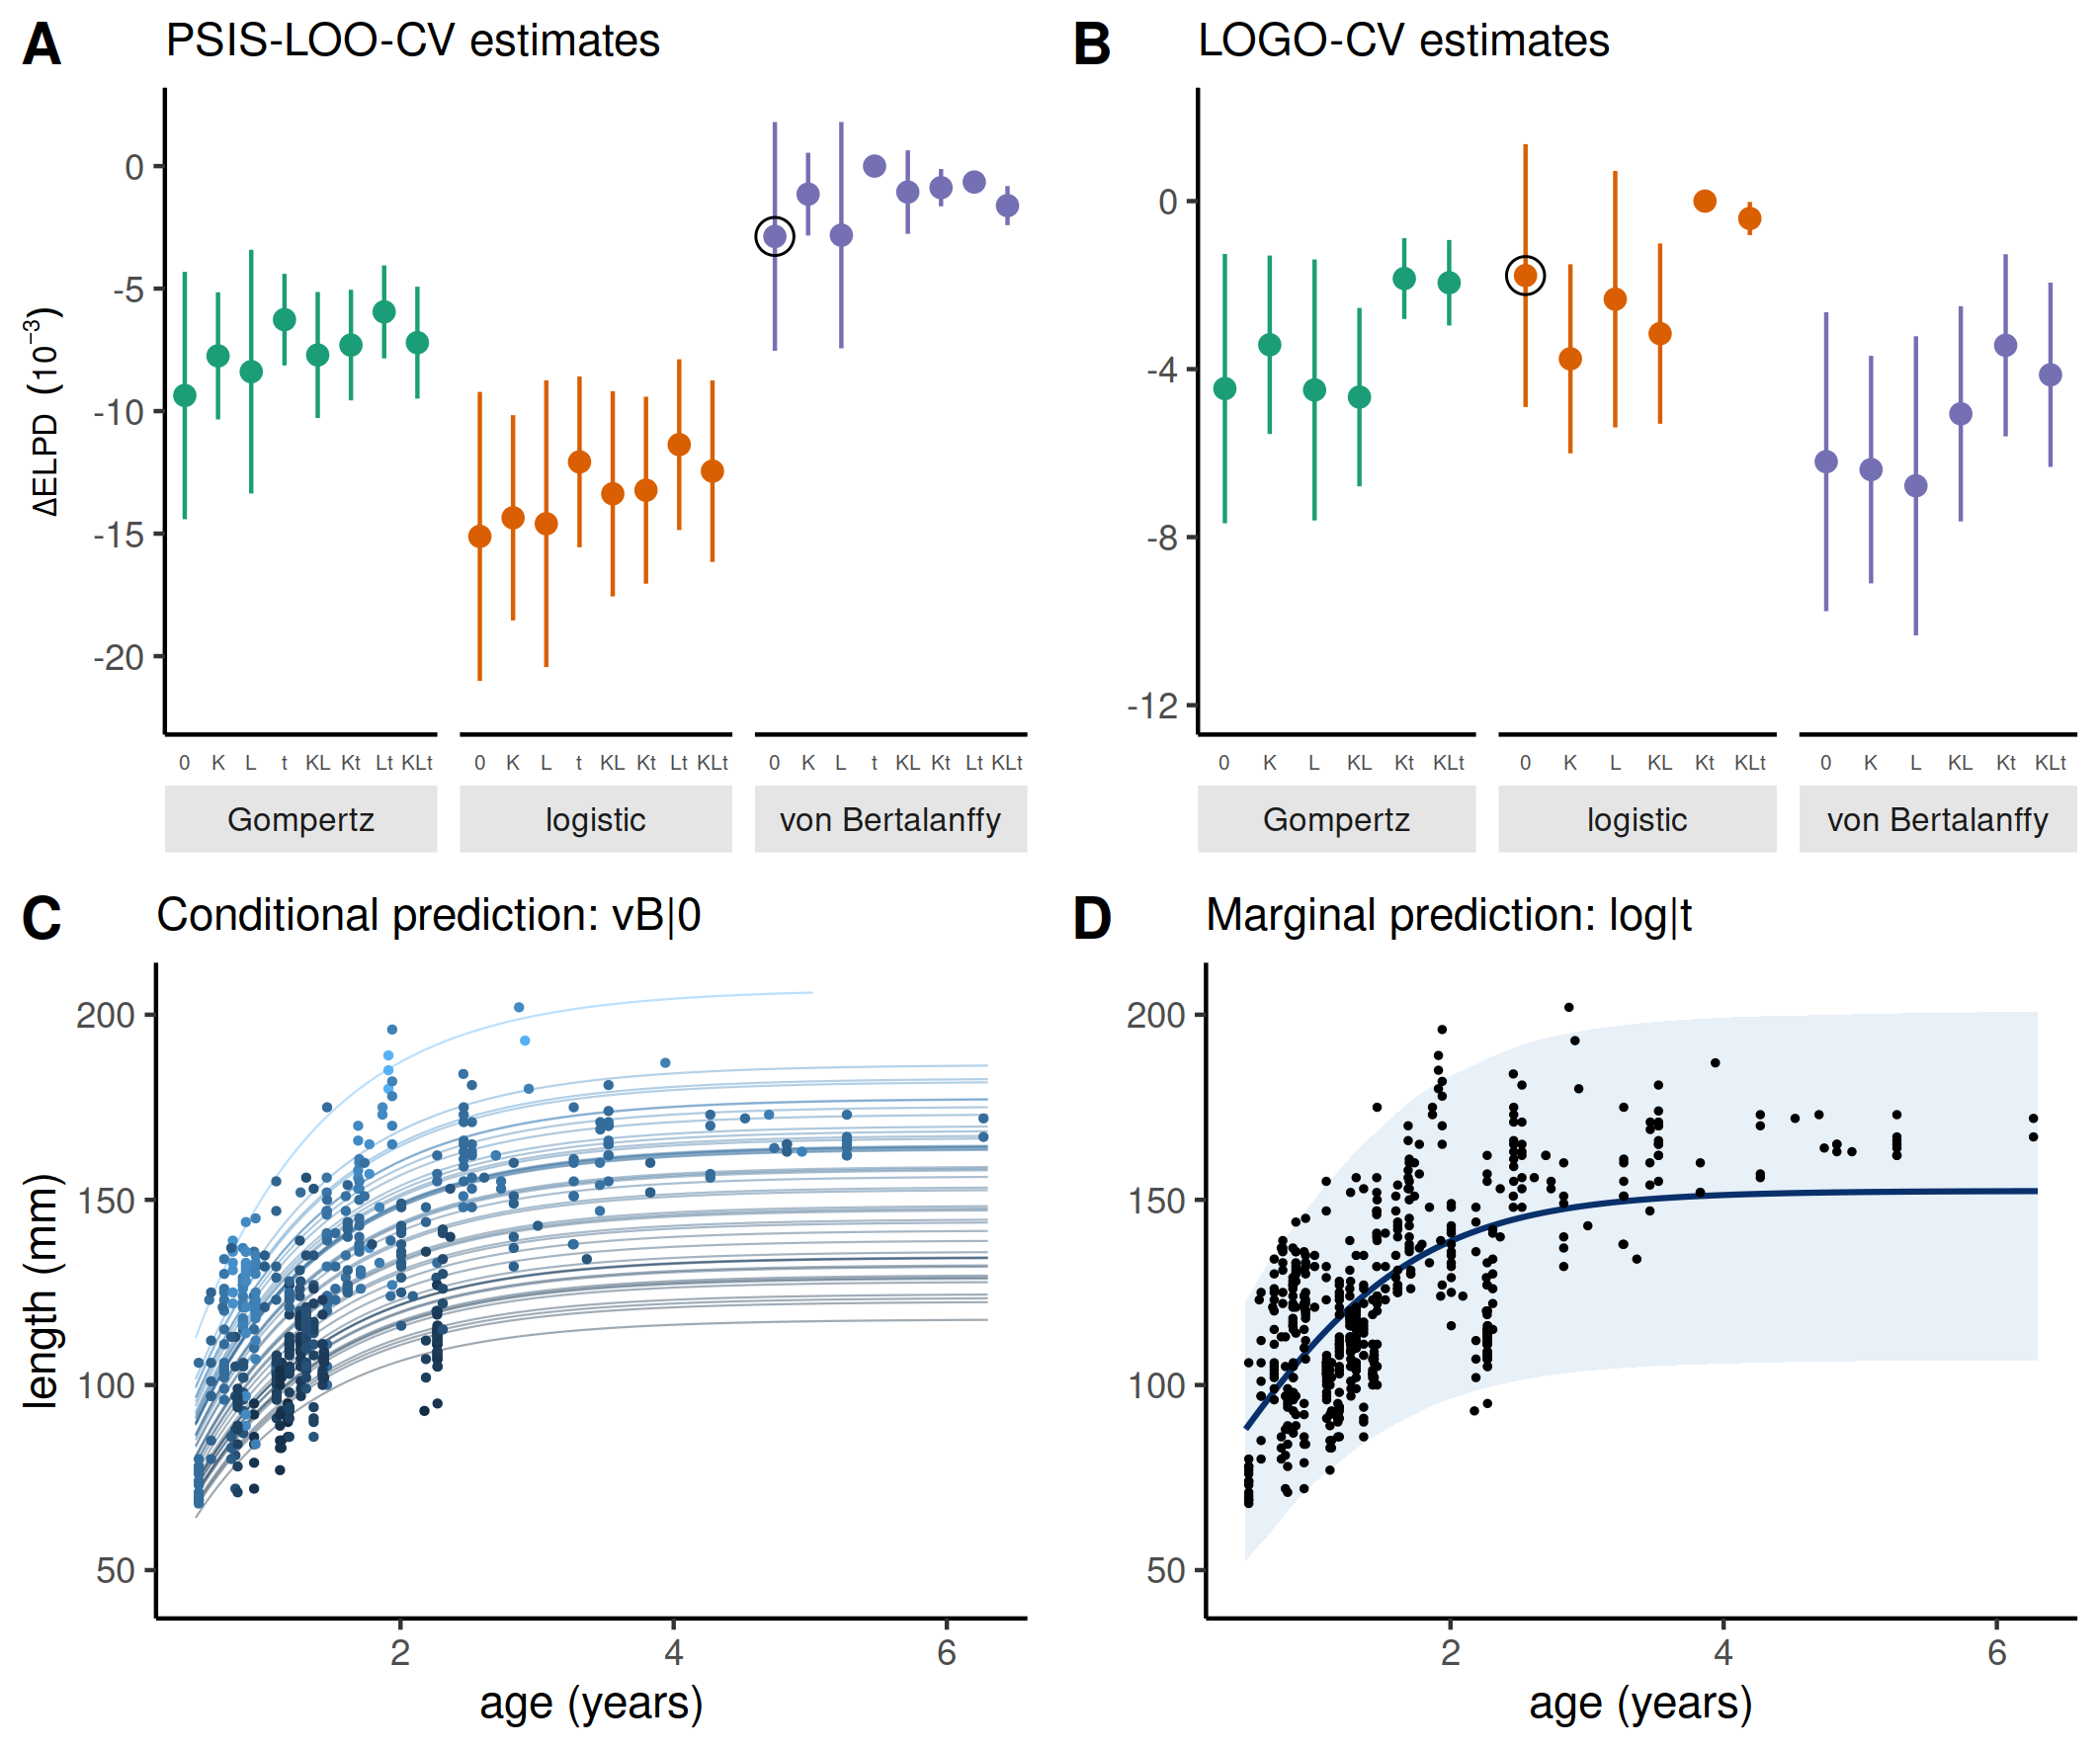 A PSIS-LOO-CV estimates
ΔELPD (10⁻³)
0
-5
-10
-15
-20
0 K L t KL Kt Lt KLt 0 K L t KL Kt Lt KLt 0 K L t KL Kt Lt KLt
Gompertz logistic von Bertalanffy
B LOGO-CV estimates
0
-4
-8
-12
0 K L KL Kt KLt 0 K L KL Kt KLt 0 K L KL Kt KLt
Gompertz logistic von Bertalanffy
C Conditional prediction: vB|0
length (mm)
200
150
100
50
2 4 6
age (years)
D Marginal prediction: log|t
200
150
100
50
2 4 6
age (years)